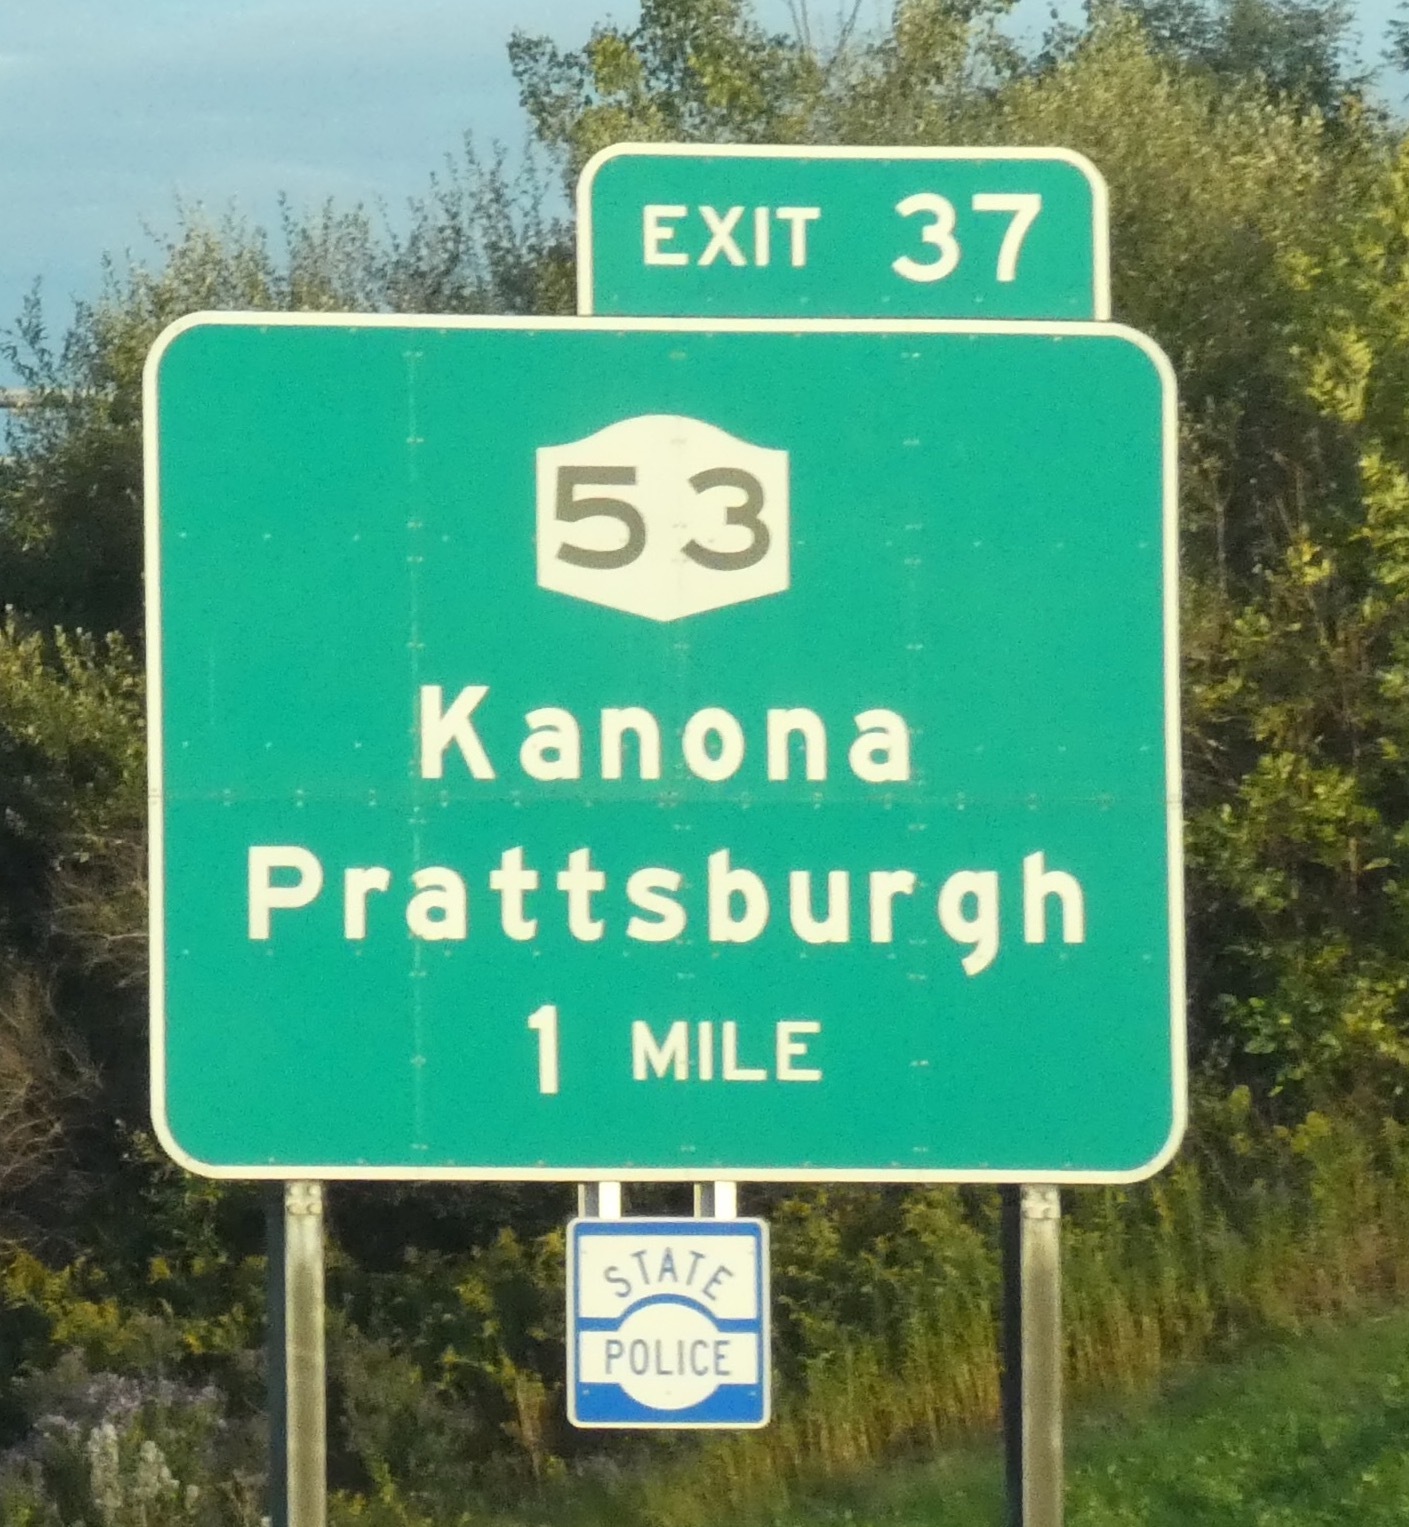 EXIT 37
53
Kanona
Prattsburgh
1 MILE
STATE
POLICE